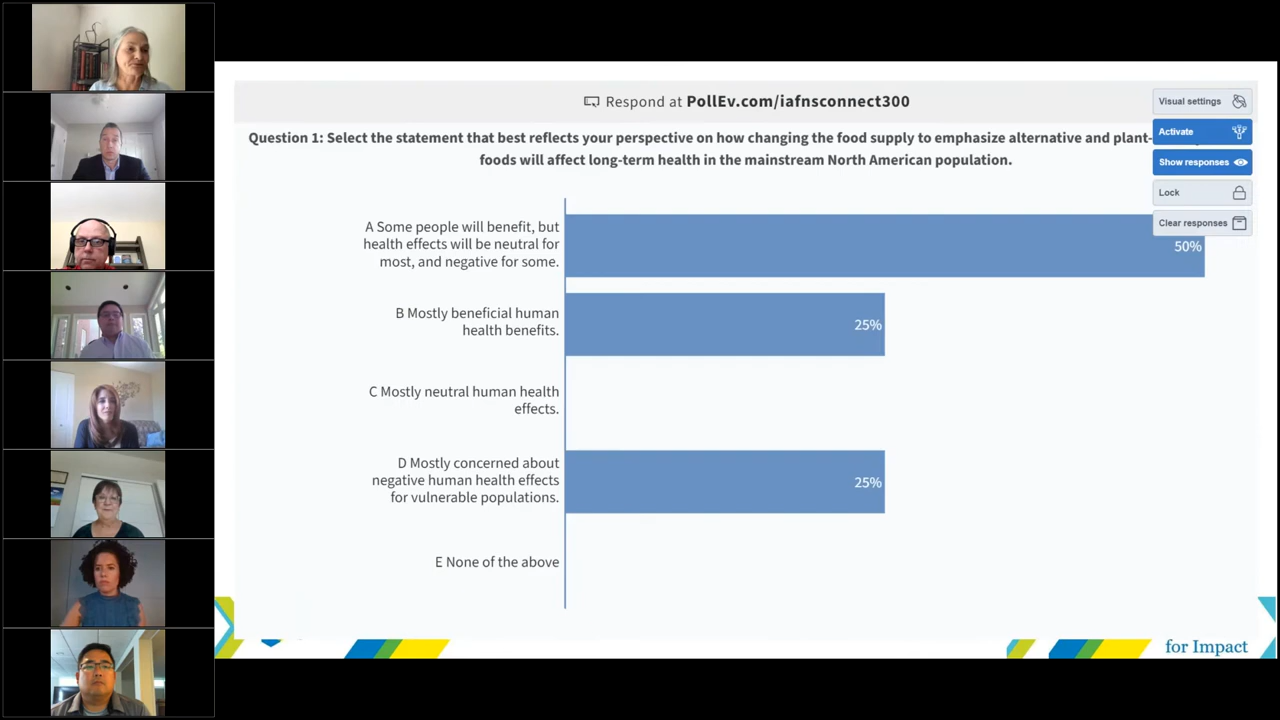 Respond at PollEv.com/iafnsconnect300
Question 1: Select the statement that best reflects your perspective on how changing the food supply to emphasize alternative and plant-
foods will affect long-term health in the mainstream North American population.
Visual settings
Activate
Show responses
Lock
Clear responses
A Some people will benefit, but
health effects will be neutral for
most, and negative for some.
50%
B Mostly beneficial human
health benefits.
25%
C Mostly neutral human health
effects.
D Mostly concerned about
negative human health effects
for vulnerable populations.
25%
E None of the above
for Impact